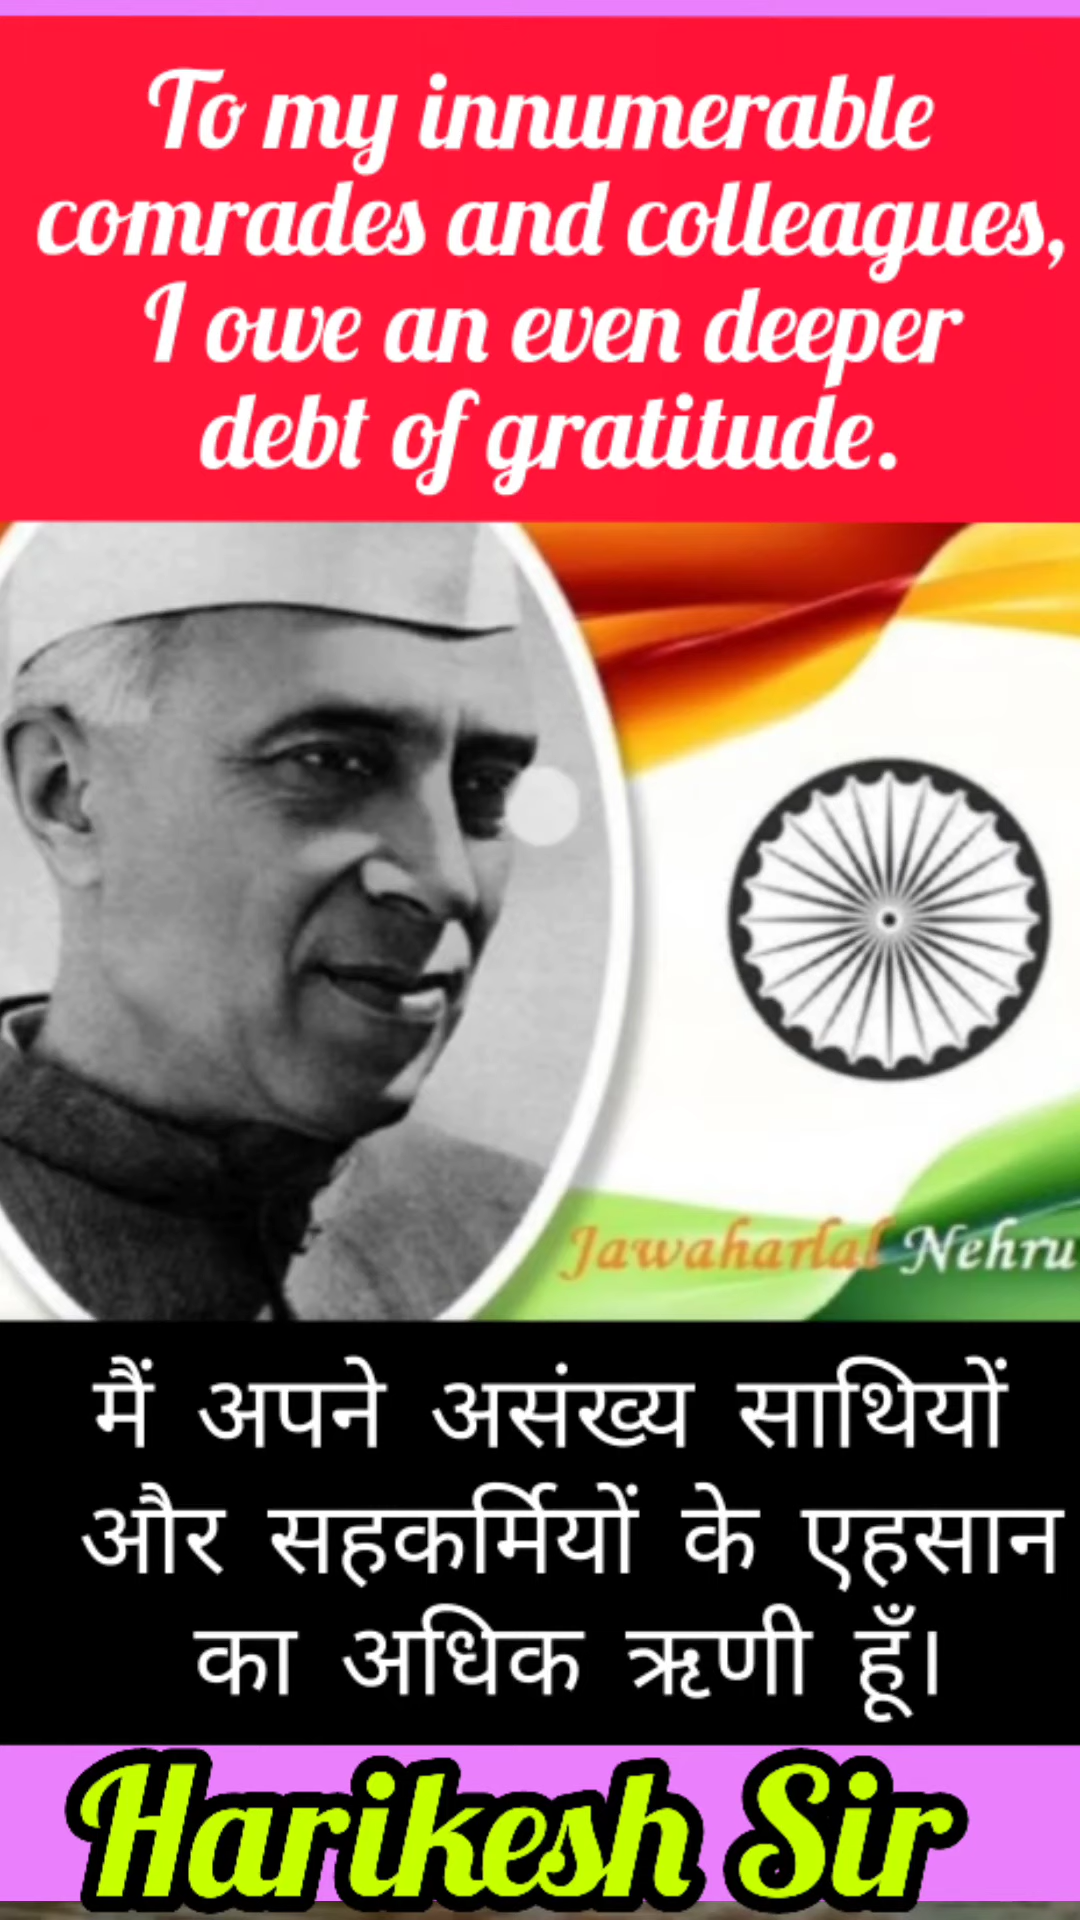 To my innumerable
comrades and colleagues,
I owe an even deeper
debt of gratitude.
Jawaharlal Nehru
मैं अपने असंख्य साथियों
और सहकर्मियों के एहसान
का अधिक ऋणी हूँ।
Harikesh Sir